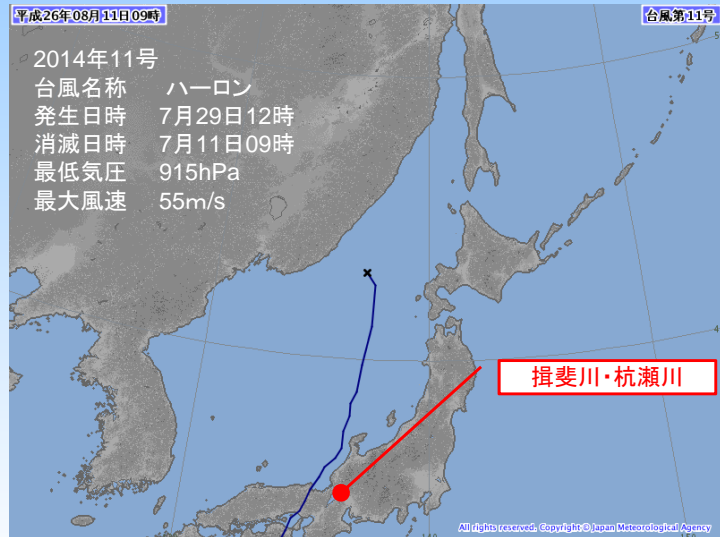 平成26年08月11日09時
台風第11号
2014年11号
台風名称 ハーロン
発生日時 7月29日12時
消滅日時 7月11日09時
最低気圧 915hPa
最大風速 55m/s
揖斐川・杭瀬川
All rights reserved. Copyright © Japan Meteorological Agency
140